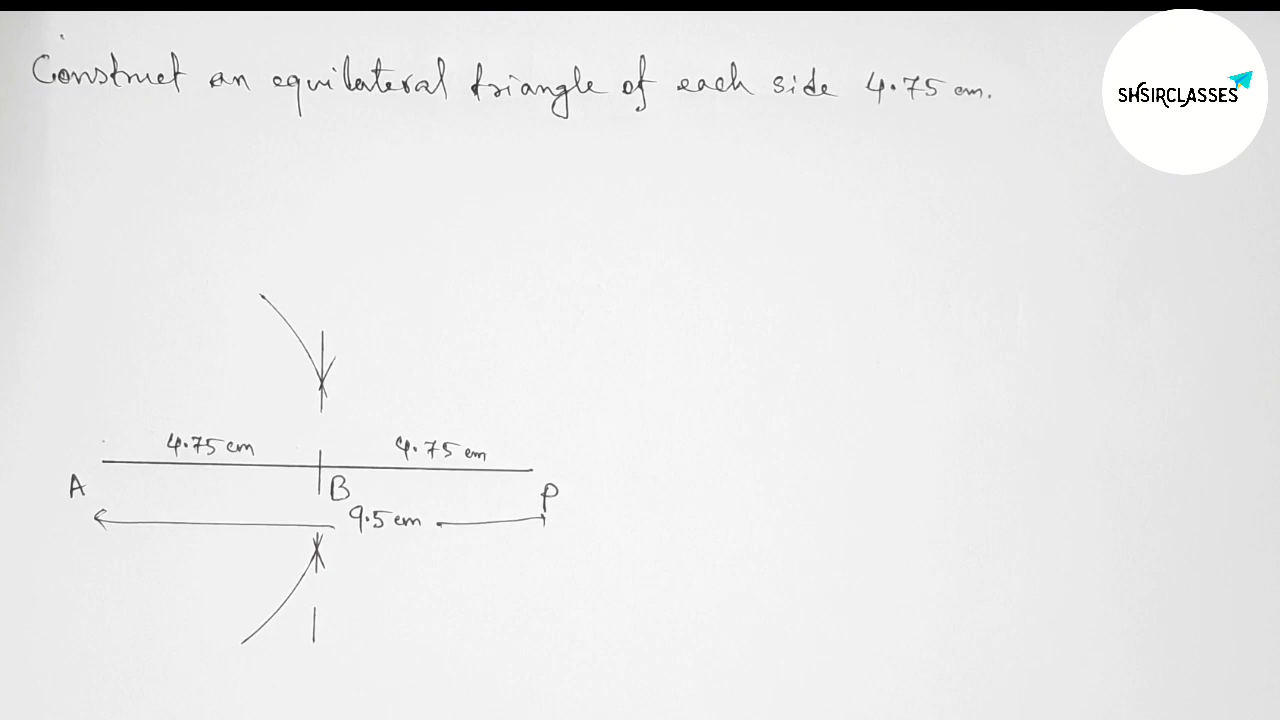 Construct an equilateral triangle of each side 4.75 cm.
SHSIRCLASSES
4.75 cm 4.75 cm
A B P
9.5 cm